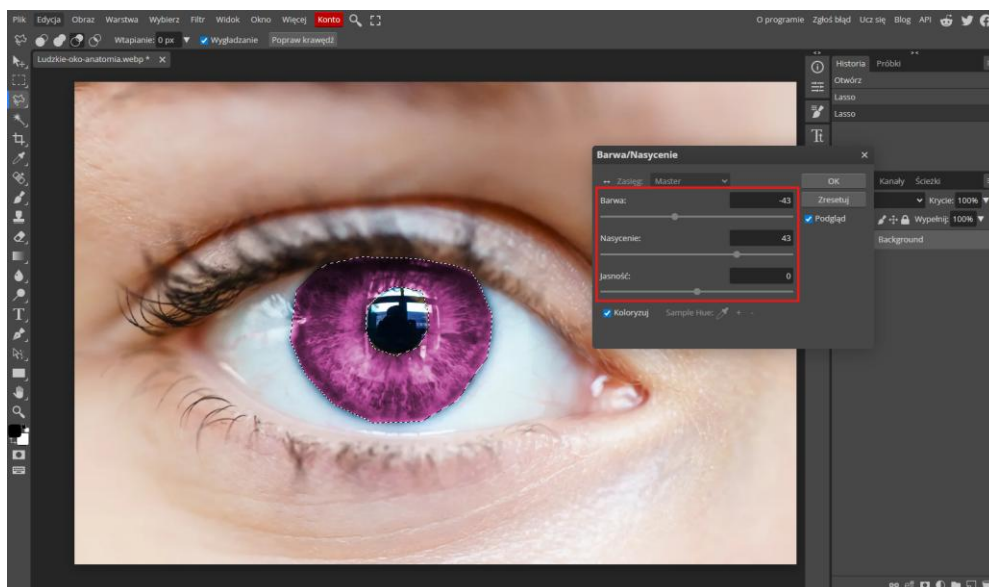 Plik Edycja Obraz Warstwa Wybierz Filtr Widok Okno Więcej Konto O programie Zgłoś błąd Ucz się Blog API
Wtapianie: 0 px Wygładzanie Popraw krawędź
Ludzkie-oko-anatomia.webp *
Historia Próbki
Otwórz
Lasso
Lasso
Barwa/Nasycenie
Zasięg: Master OK
Kanały Ścieżki
Barwa: -43 Zresetuj
Krycie: 100%
Podgląd
Wypełnij: 100%
Nasycenie: 43
Background
Jasność: 0
Koloryzuj Sample Hue: + -